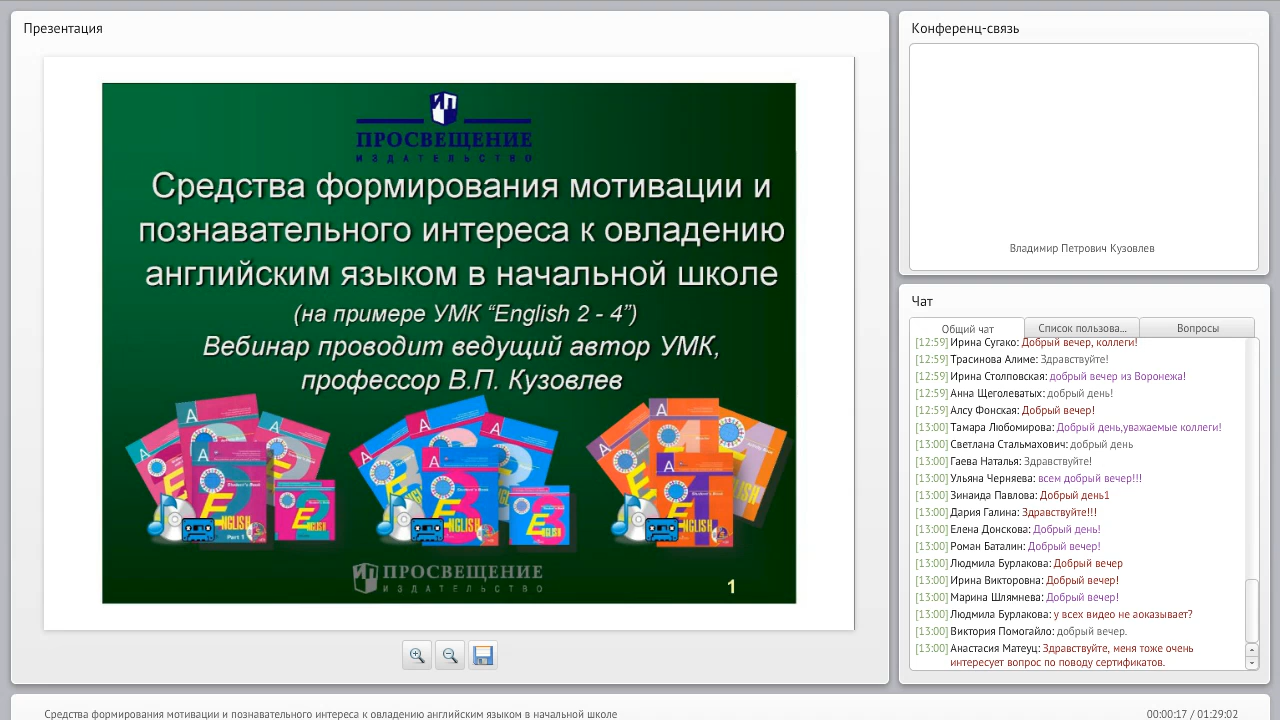 Презентация
ПРОСВЕЩЕНИЕ
ИЗДАТЕЛЬСТВО
Средства формирования мотивации и
познавательного интереса к овладению
английским языком в начальной школе
(на примере УМК “English 2 - 4”)
Вебинар проводит ведущий автор УМК,
профессор В.П. Кузовлев
ENGLISH
Part 1
ENGLISH
ENGLISH
ENGLISH
ENGLISH
ПРОСВЕЩЕНИЕ
ИЗДАТЕЛЬСТВО
1
Конференц-связь
Владимир Петрович Кузовлев
Чат
Общий чат
Список пользова...
Вопросы
[12:59] Ирина Сугако: Добрый вечер, коллеги!
[12:59] Трасинова Алиме: Здравствуйте!
[12:59] Ирина Столповская: добрый вечер из Воронежа!
[12:59] Анна Щеголеватых: добрый день!
[12:59] Алсу Фонская: Добрый вечер!
[13:00] Тамара Любомирова: Добрый день,уважаемые коллеги!
[13:00] Светлана Стальмахович: добрый день
[13:00] Гаева Наталья: Здравствуйте!
[13:00] Ульяна Черняева: всем добрый вечер!!!
[13:00] Зинаида Павлова: Добрый день1
[13:00] Дария Галина: Здравствуйте!!!
[13:00] Елена Донскова: Добрый день!
[13:00] Роман Баталин: Добрый вечер!
[13:00] Людмила Бурлакова: Добрый вечер
[13:00] Ирина Викторовна: Добрый вечер!
[13:00] Марина Шлямнева: Добрый вечер!
[13:00] Людмила Бурлакова: у всех видео не аоказывает?
[13:00] Виктория Помогайло: добрый вечер.
[13:00] Анастасия Матеуц: Здравствуйте, меня тоже очень
интересует вопрос по поводу сертификатов.
Средства формирования мотивации и познавательного интереса к овладению английским языком в начальной школе
00:00:17 / 01:29:02